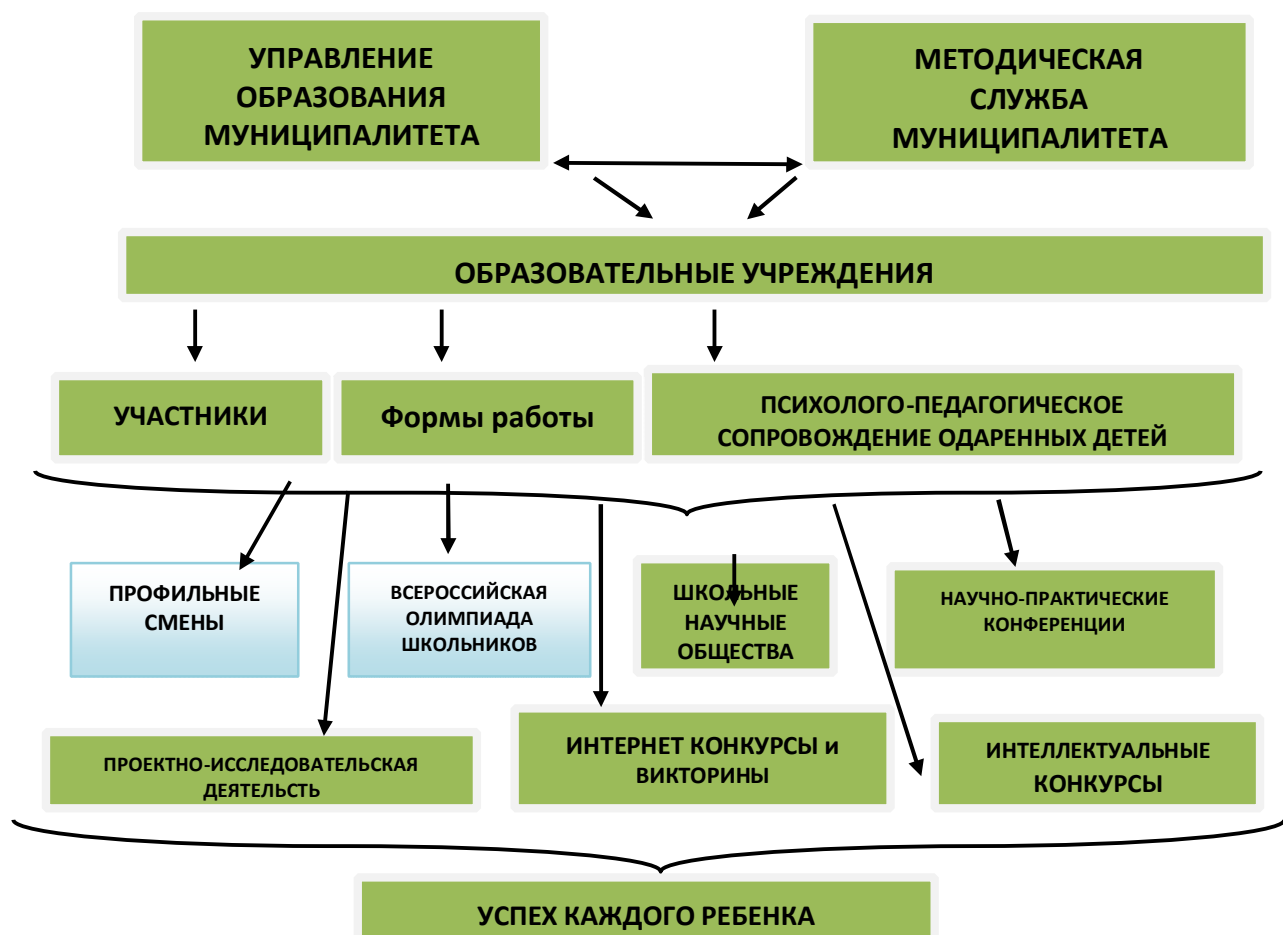 УПРАВЛЕНИЕ
ОБРАЗОВАНИЯ
МУНИЦИПАЛИТЕТА
МЕТОДИЧЕСКАЯ
СЛУЖБА
МУНИЦИПАЛИТЕТА
ОБРАЗОВАТЕЛЬНЫЕ УЧРЕЖДЕНИЯ
УЧАСТНИКИ
Формы работы
ПСИХОЛОГО-ПЕДАГОГИЧЕСКОЕ
СОПРОВОЖДЕНИЕ ОДАРЕННЫХ ДЕТЕЙ
ПРОФИЛЬНЫЕ
СМЕНЫ
ВСЕРОССИЙСКАЯ
ОЛИМПИАДА
ШКОЛЬНИКОВ
ШКОЛЬНЫЕ
НАУЧНЫЕ
ОБЩЕСТВА
НАУЧНО-ПРАКТИЧЕСКИЕ
КОНФЕРЕНЦИИ
ПРОЕКТНО-ИССЛЕДОВАТЕЛЬСКАЯ
ДЕЯТЕЛЬСТЬ
ИНТЕРНЕТ КОНКУРСЫ и
ВИКТОРИНЫ
ИНТЕЛЛЕКТУАЛЬНЫЕ
КОНКУРСЫ
УСПЕХ КАЖДОГО РЕБЕНКА